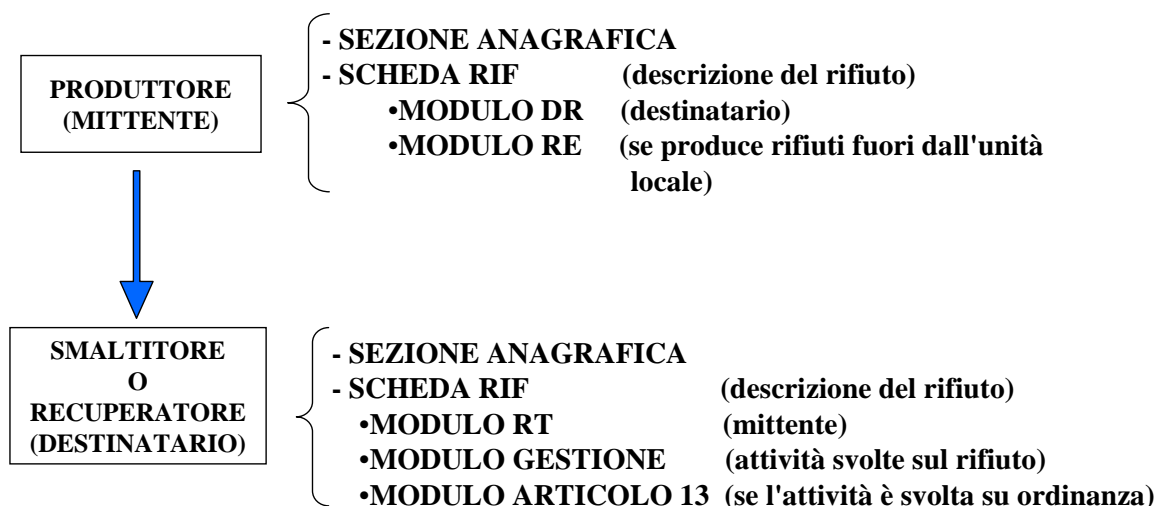 PRODUTTORE
(MITTENTE)
- SEZIONE ANAGRAFICA
- SCHEDA RIF (descrizione del rifiuto)
•MODULO DR (destinatario)
•MODULO RE (se produce rifiuti fuori dall'unità
locale)
SMALTITORE
O
RECUPERATORE
(DESTINATARIO)
- SEZIONE ANAGRAFICA
- SCHEDA RIF (descrizione del rifiuto)
•MODULO RT (mittente)
•MODULO GESTIONE (attività svolte sul rifiuto)
•MODULO ARTICOLO 13 (se l'attività è svolta su ordinanza)